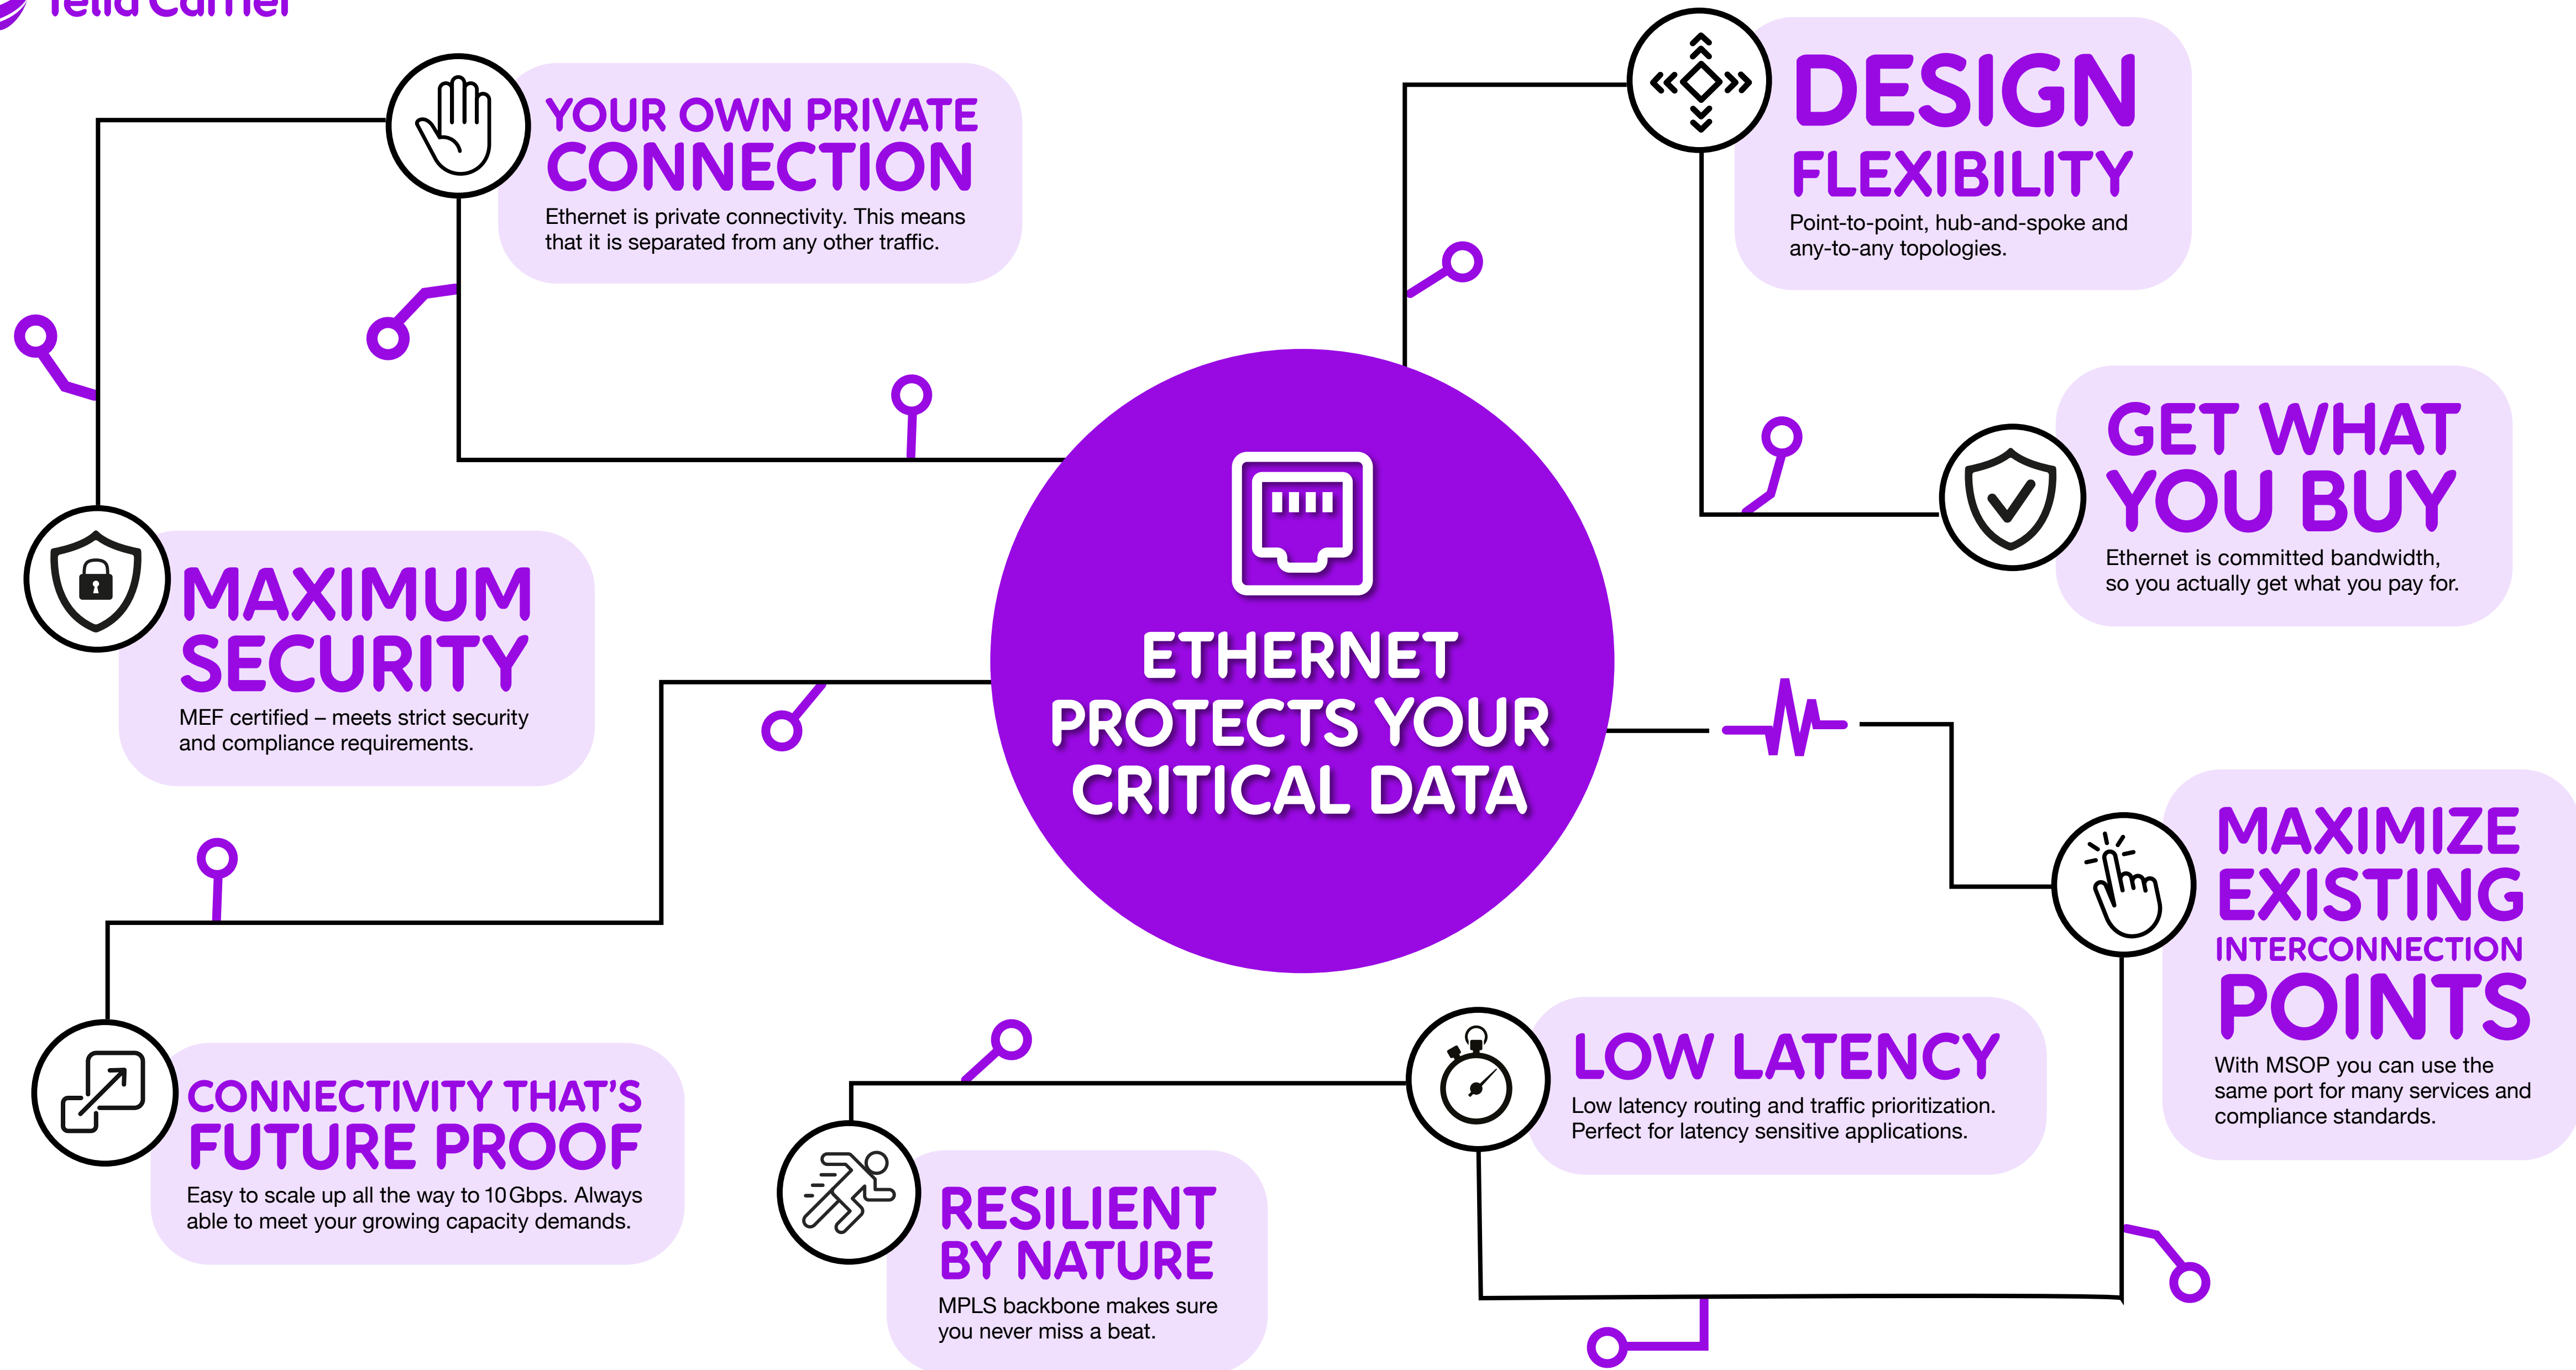 Telia Carrier
YOUR OWN PRIVATE
CONNECTION
Ethernet is private connectivity. This means
that it is separated from any other traffic.
DESIGN
FLEXIBILITY
Point-to-point, hub-and-spoke and
any-to-any topologies.
GET WHAT
YOU BUY
Ethernet is committed bandwidth,
so you actually get what you pay for.
MAXIMUM
SECURITY
MEF certified – meets strict security
and compliance requirements.
ETHERNET
PROTECTS YOUR
CRITICAL DATA
MAXIMIZE
EXISTING
INTERCONNECTION
POINTS
With MSOP you can use the
same port for many services and
compliance standards.
CONNECTIVITY THAT'S
FUTURE PROOF
Easy to scale up all the way to 10 Gbps. Always
able to meet your growing capacity demands.
LOW LATENCY
Low latency routing and traffic prioritization.
Perfect for latency sensitive applications.
RESILIENT
BY NATURE
MPLS backbone makes sure
you never miss a beat.